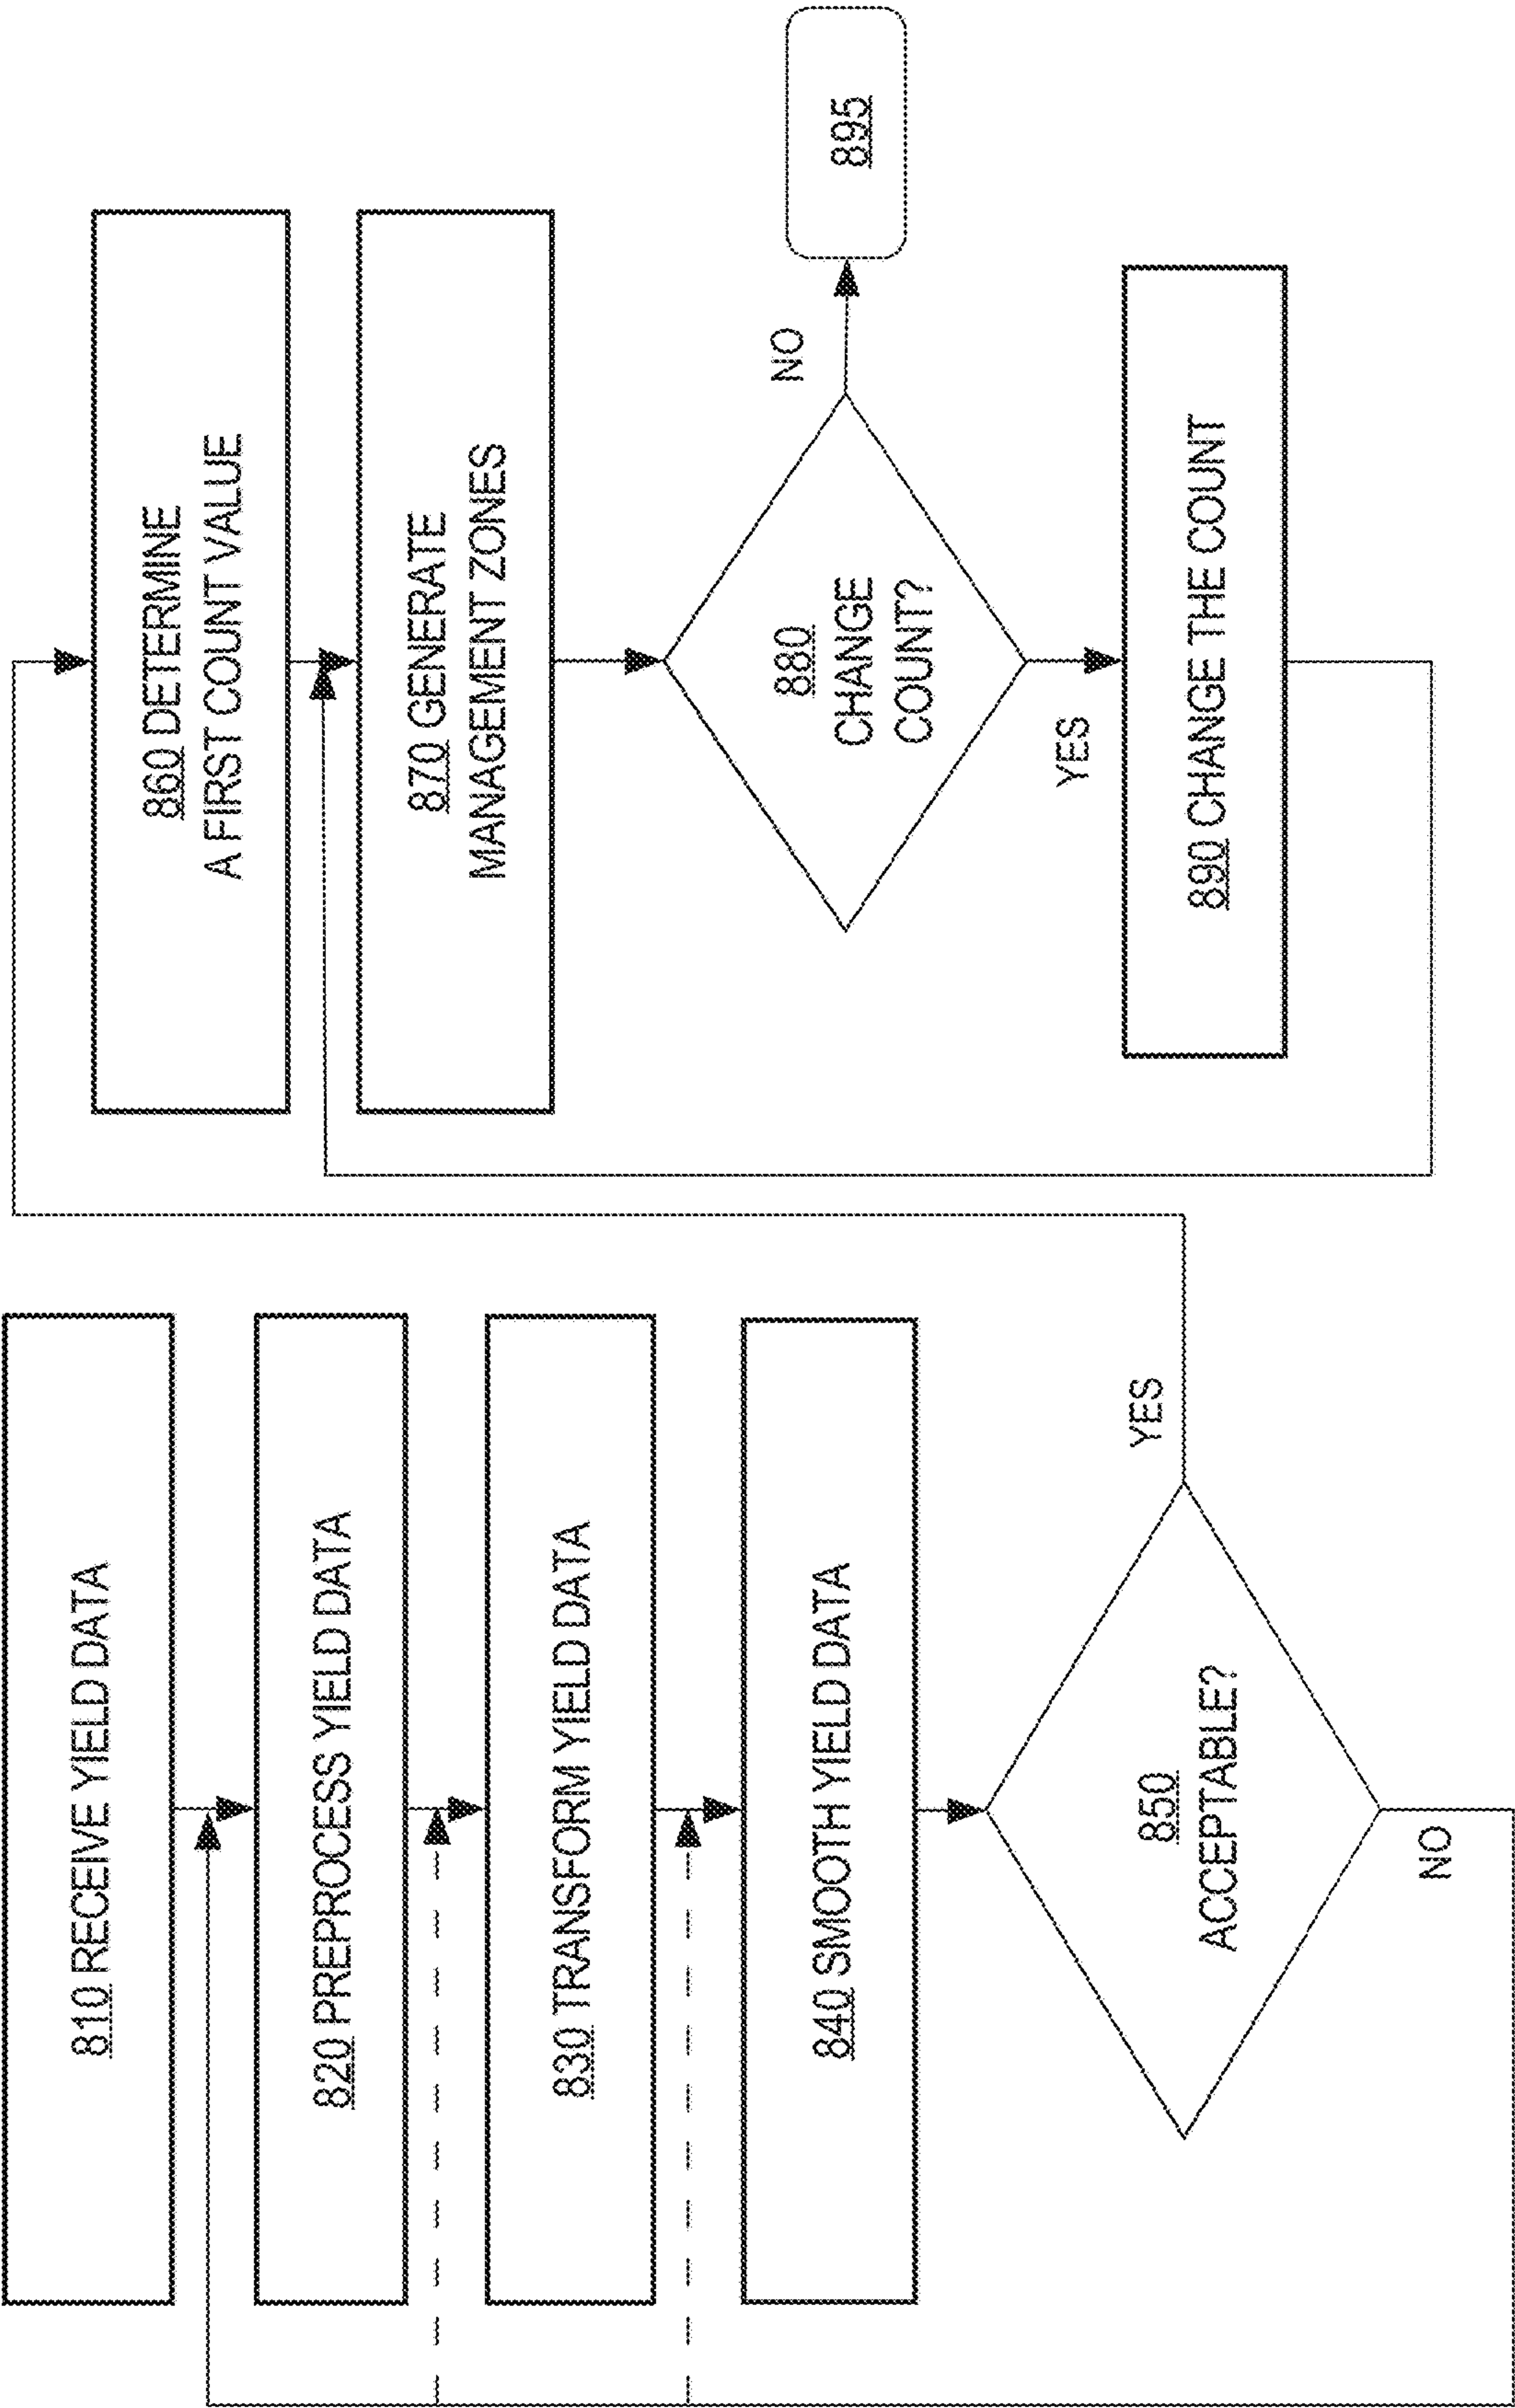 810 RECEIVE YIELD DATA
820 PREPROCESS YIELD DATA
830 TRANSFORM YIELD DATA
840 SMOOTH YIELD DATA
850
ACCEPTABLE?
YES
NO
860 DETERMINE
A FIRST COUNT VALUE
870 GENERATE
MANAGEMENT ZONES
880
CHANGE
COUNT?
NO
895
YES
890 CHANGE THE COUNT